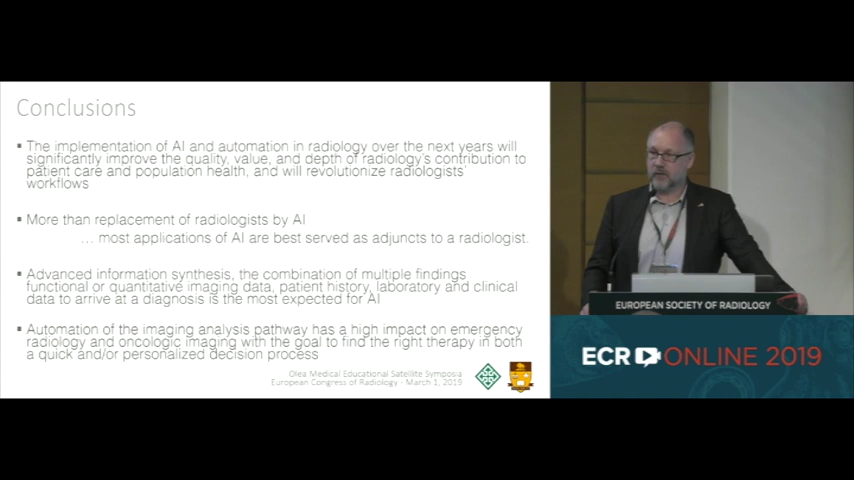 Conclusions
▪ The implementation of AI and automation in radiology over the next years will
significantly improve the quality, value, and depth of radiology's contribution to
patient care and population health, and will revolutionize radiologists'
workflows
▪ More than replacement of radiologists by AI
... most applications of AI are best served as adjuncts to a radiologist.
▪ Advanced information synthesis, the combination of multiple findings
functional or quantitative imaging data, patient history, laboratory and clinical
data to arrive at a diagnosis is the most expected for AI
▪ Automation of the imaging analysis pathway has a high impact on emergency
radiology and oncologic imaging with the goal to find the right therapy in both
a quick and/or personalized decision process
Olea Medical Educational Satellite Symposia
European Congress of Radiology - March 1, 2019
EUROPEAN SOCIETY OF RADIOLOGY
ECR ONLINE 2019